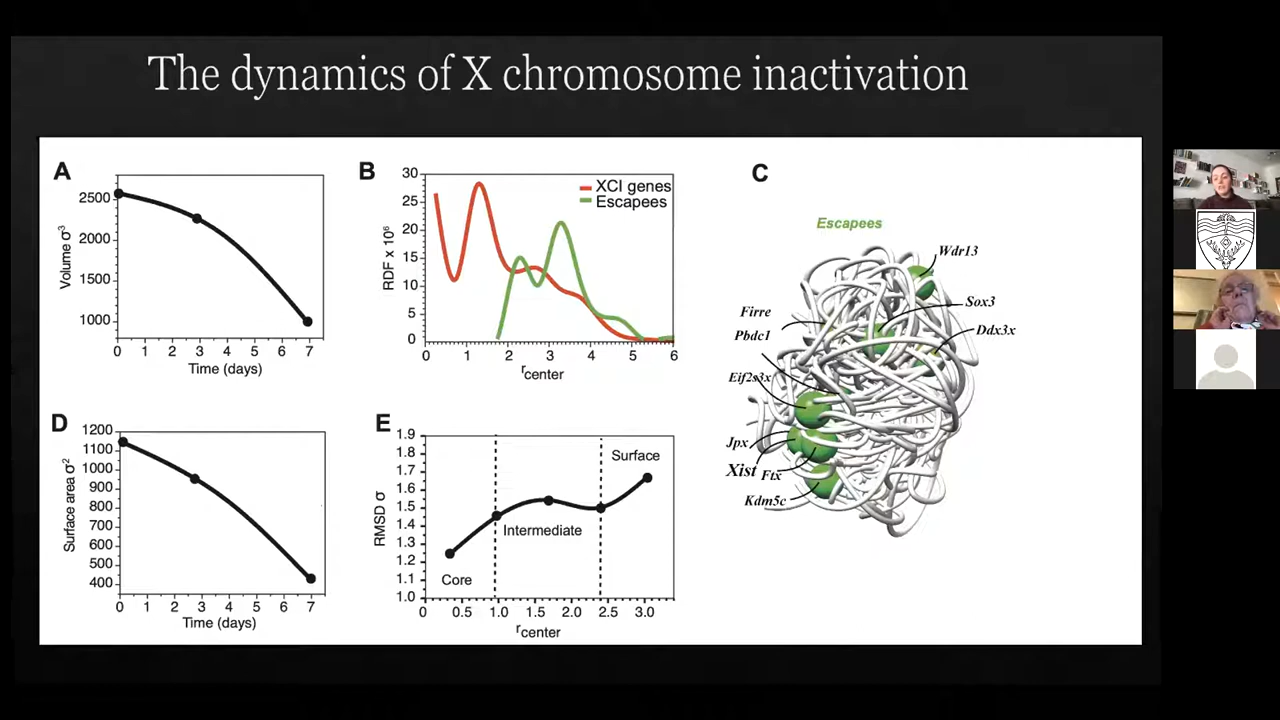 The dynamics of X chromosome inactivation
A
2500
2000
1500
1000
Volume σ³
0 1 2 3 4 5 6 7
Time (days)
B
30
25
20
15
10
5
0
RDF x 10⁶
XCI genes
Escapees
0 1 2 3 4 5 6
rcenter
C
Escapees
Wdr13
Sox3
Firre
Ddx3x
Pbdc1
Eif2s3x
Jpx
Xist
Ftx
Kdm5c
D
1200
1100
1000
900
800
700
600
500
400
Surface area σ²
0 1 2 3 4 5 6 7
Time (days)
E
1.9
1.8
1.7
1.6
1.5
1.4
1.3
1.2
1.1
1.0
RMSD σ
Surface
Intermediate
Core
0 0.5 1.0 1.5 2.0 2.5 3.0
rcenter